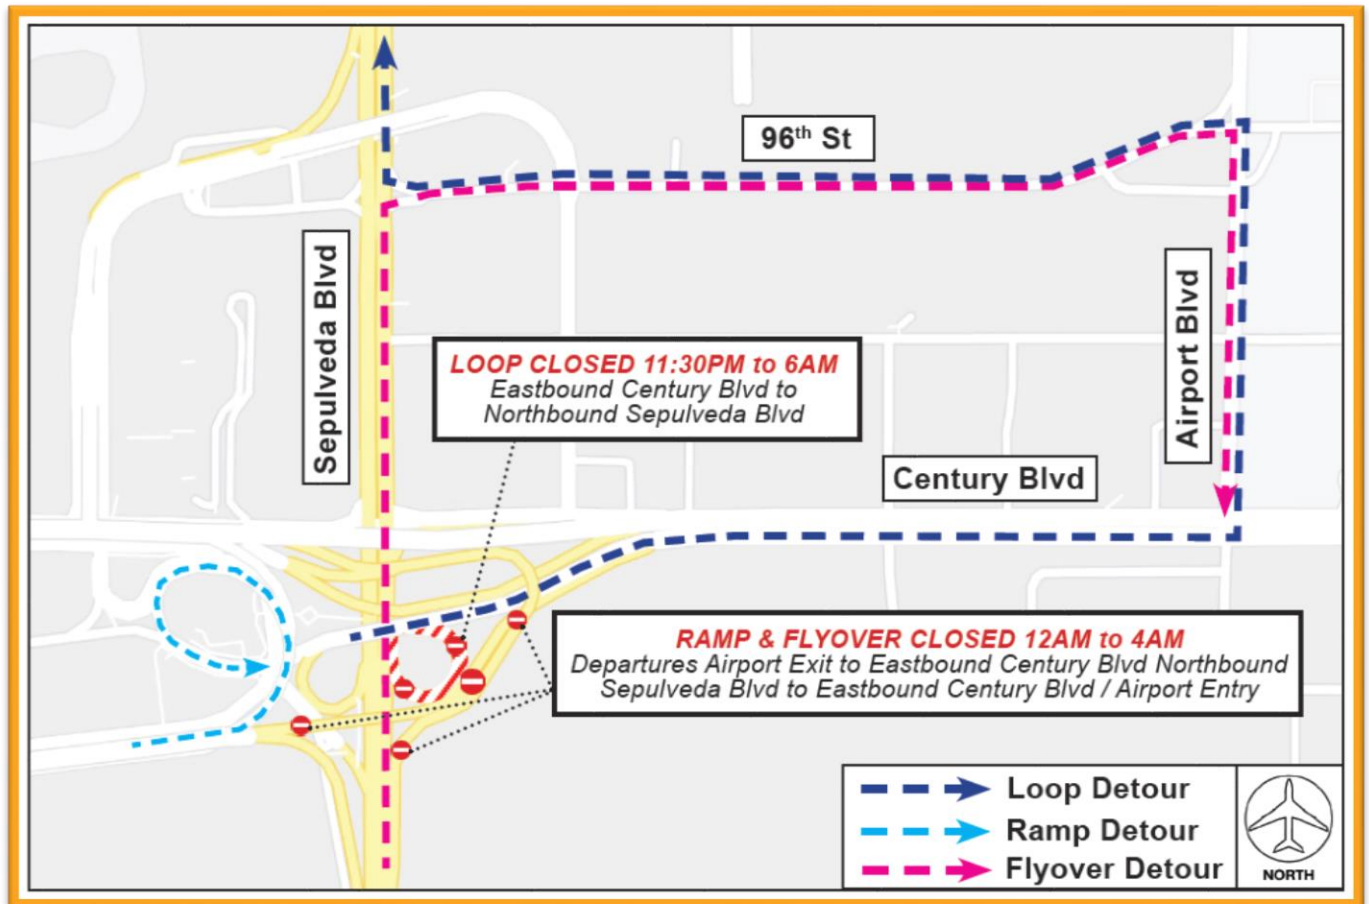 96th St
Sepulveda Blvd
LOOP CLOSED 11:30PM to 6AM
Eastbound Century Blvd to
Northbound Sepulveda Blvd
Airport Blvd
Century Blvd
RAMP & FLYOVER CLOSED 12AM to 4AM
Departures Airport Exit to Eastbound Century Blvd Northbound
Sepulveda Blvd to Eastbound Century Blvd / Airport Entry
Loop Detour
Ramp Detour
Flyover Detour
NORTH